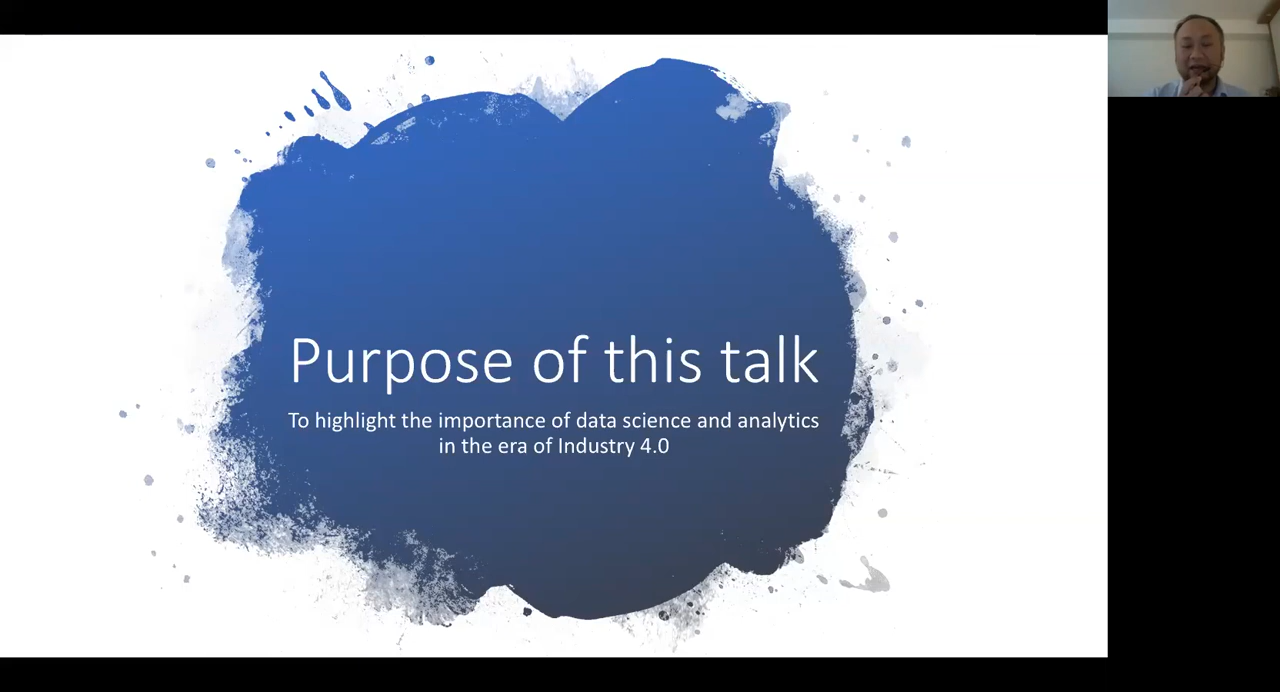 Purpose of this talk
To highlight the importance of data science and analytics
in the era of Industry 4.0